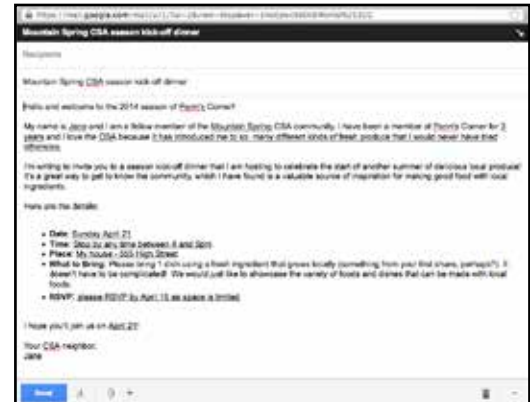 Mountain Spring CSA season kick-off dinner
Recipients
Mountain Spring CSA season kick-off dinner
Hello and welcome to the 2014 season of Penn's Corner!
My name is Jane and I am a fellow member of the Mountain Spring CSA community. I have been a member of Penn's Corner for 3
years and I love the CSA because it has introduced me to so many different kinds of fresh produce that I would never have tried
otherwise.
I'm writing to invite you to a season kick-off dinner that I am hosting to celebrate the start of another summer of delicious local produce!
It's a great way to get to know the community, which I have found is a valuable source of inspiration for making good food with local
ingredients.
Here are the details:
Date: Sunday April 21
Time: Stop by any time between 4 and 8pm
Place: My house - 555 High Street
What to Bring: Please bring 1 dish using a fresh ingredient that grows locally (something from your first share, perhaps?). It
doesn't have to be complicated! We would just like to showcase the variety of foods and dishes that can be made with local
foods.
RSVP: please RSVP by April 15 as space is limited
I hope you'll join us on April 21!
Your CSA neighbor,
Jane
Send